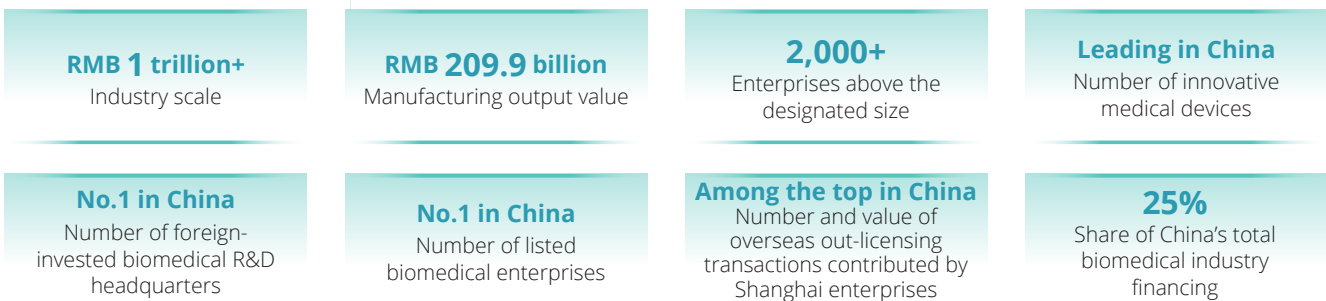 RMB 1 trillion+
Industry scale
RMB 209.9 billion
Manufacturing output value
2,000+
Enterprises above the
designated size
Leading in China
Number of innovative
medical devices
No.1 in China
Number of foreign-
invested biomedical R&D
headquarters
No.1 in China
Number of listed
biomedical enterprises
Among the top in China
Number and value of
overseas out-licensing
transactions contributed by
Shanghai enterprises
25%
Share of China’s total
biomedical industry
financing